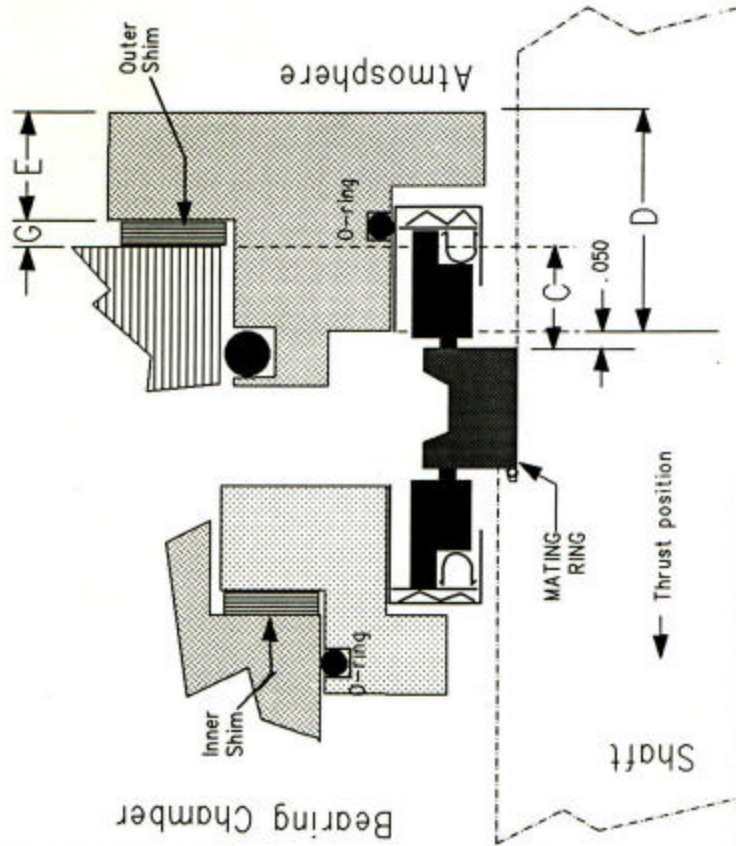 Outer
Shim
Atmosphere
E
G
O-ring
D
C
.050
MATING
RING
Thrust position
Inner
Shim
O-ring
Bearing Chamber
Shaft